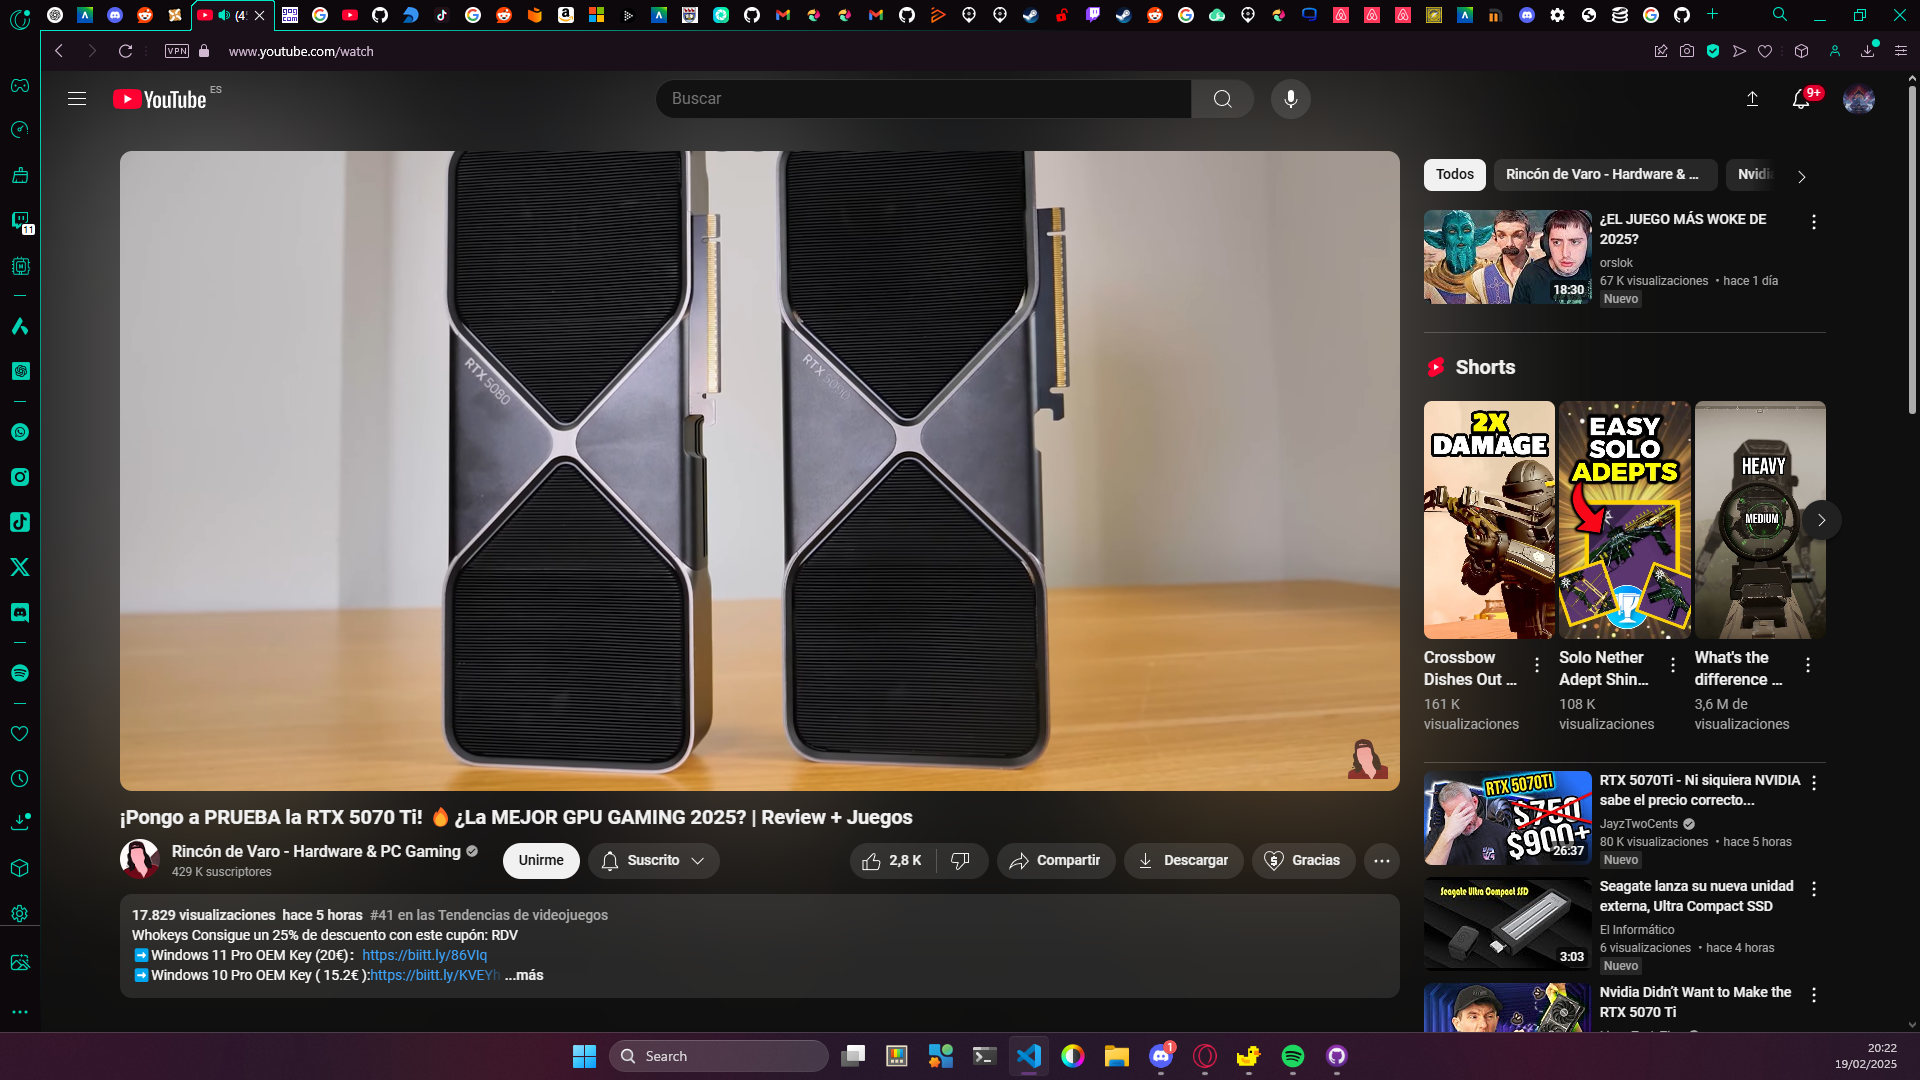 (4
VPN
www.youtube.com/watch
11
YouTube
ES
Buscar
9+
RTX 5080
RTX 5090
¡Pongo a PRUEBA la RTX 5070 Ti! 🔥 ¿La MEJOR GPU GAMING 2025? | Review + Juegos
Rincón de Varo - Hardware & PC Gaming
429 K suscriptores
Unirme
Suscrito
2,8 K
Compartir
Descargar
Gracias
17.829 visualizaciones hace 5 horas #41 en las Tendencias de videojuegos
Whokeys Consigue un 25% de descuento con este cupón: RDV
➡️Windows 11 Pro OEM Key (20€): https://biitt.ly/86VIq
➡️Windows 10 Pro OEM Key ( 15.2€ ):https://biitt.ly/KVEYh ...más
Todos
Rincón de Varo - Hardware & ...
Nvidi
18:30
¿EL JUEGO MÁS WOKE DE
2025?
orslok
67 K visualizaciones • hace 1 día
Nuevo
Shorts
2X
DAMAGE
EASY
SOLO
ADEPTS
HEAVY
MEDIUM
Crossbow
Dishes Out ...
161 K
visualizaciones
Solo Nether
Adept Shin...
108 K
visualizaciones
What's the
difference ...
3,6 M de
visualizaciones
RTX 5070TI
$750
$900+
26:37
RTX 5070Ti - Ni siquiera NVIDIA
sabe el precio correcto...
JayzTwoCents
80 K visualizaciones • hace 5 horas
Nuevo
Seagate Ultra Compact SSD
3:03
Seagate lanza su nueva unidad
externa, Ultra Compact SSD
El Informático
6 visualizaciones • hace 4 horas
Nuevo
Nvidia Didn't Want to Make the
RTX 5070 Ti
Search
1
20:22
19/02/2025